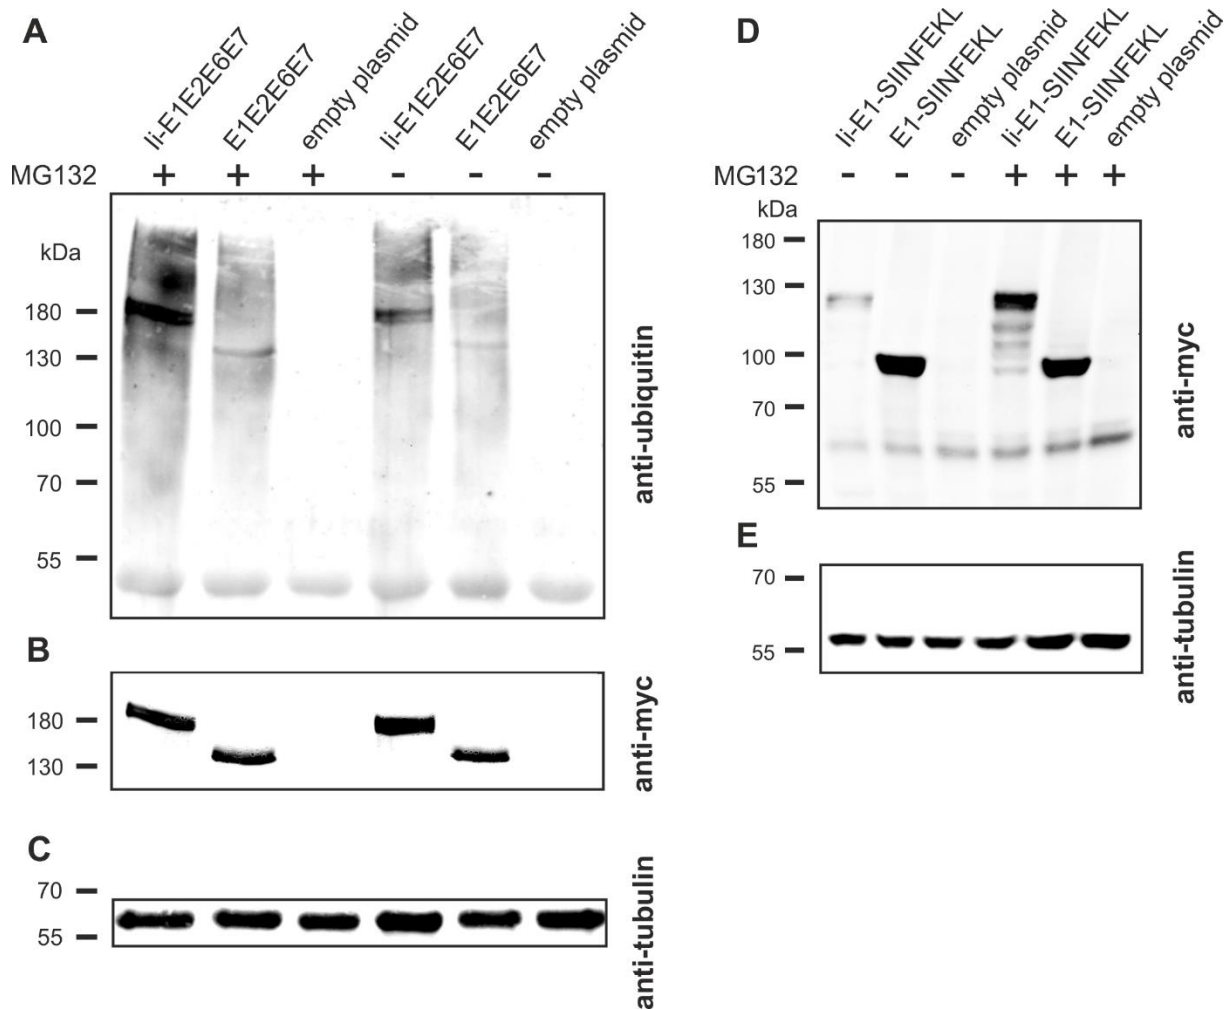 A
Ii-E1E2E6E7
E1E2E6E7
empty plasmid
Ii-E1E2E6E7
E1E2E6E7
empty plasmid
MG132 + + + - - -
kDa
180
130
100
70
55
anti-ubiquitin
B
180
130
anti-myc
C
70
55
anti-tubulin
D
Ii-E1-SIINFEKL
E1-SIINFEKL
empty plasmid
Ii-E1-SIINFEKL
E1-SIINFEKL
empty plasmid
MG132 - - - + + +
kDa
180
130
100
70
55
anti-myc
E
70
55
anti-tubulin